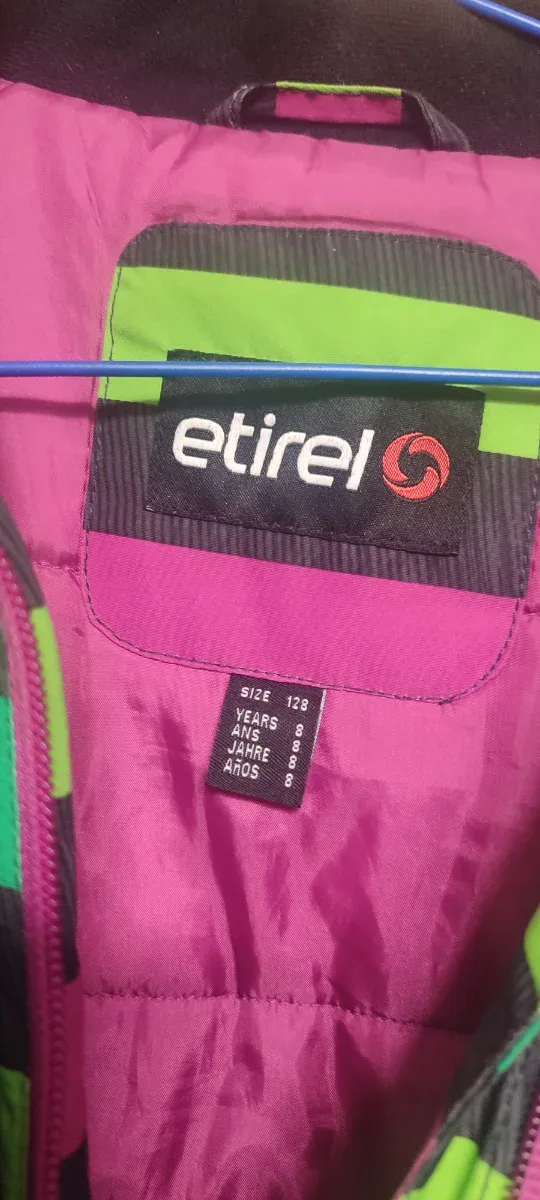 etirel
SIZE 128
YEARS 8
ANS 8
JAHRE 8
AñOS 8